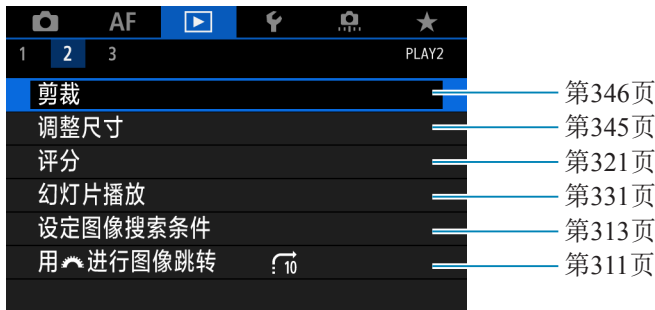 AF
1 2 3 PLAY2
剪裁 第346页
调整尺寸 第345页
评分 第321页
幻灯片播放 第331页
设定图像搜索条件 第313页
用进行图像跳转 10 第311页